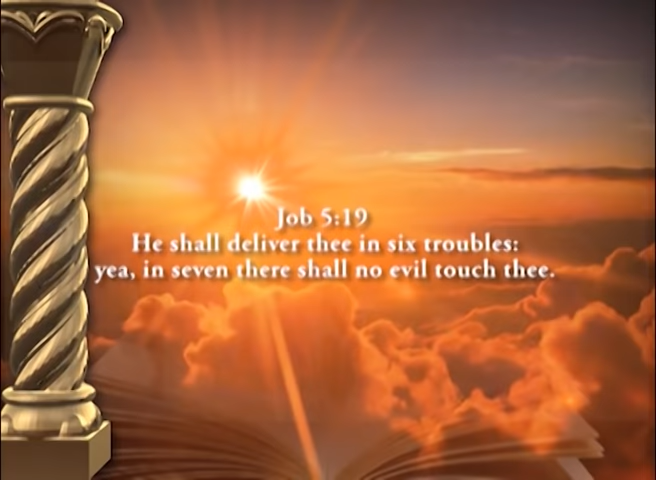 Job 5:19
He shall deliver thee in six troubles:
yea, in seven there shall no evil touch thee.